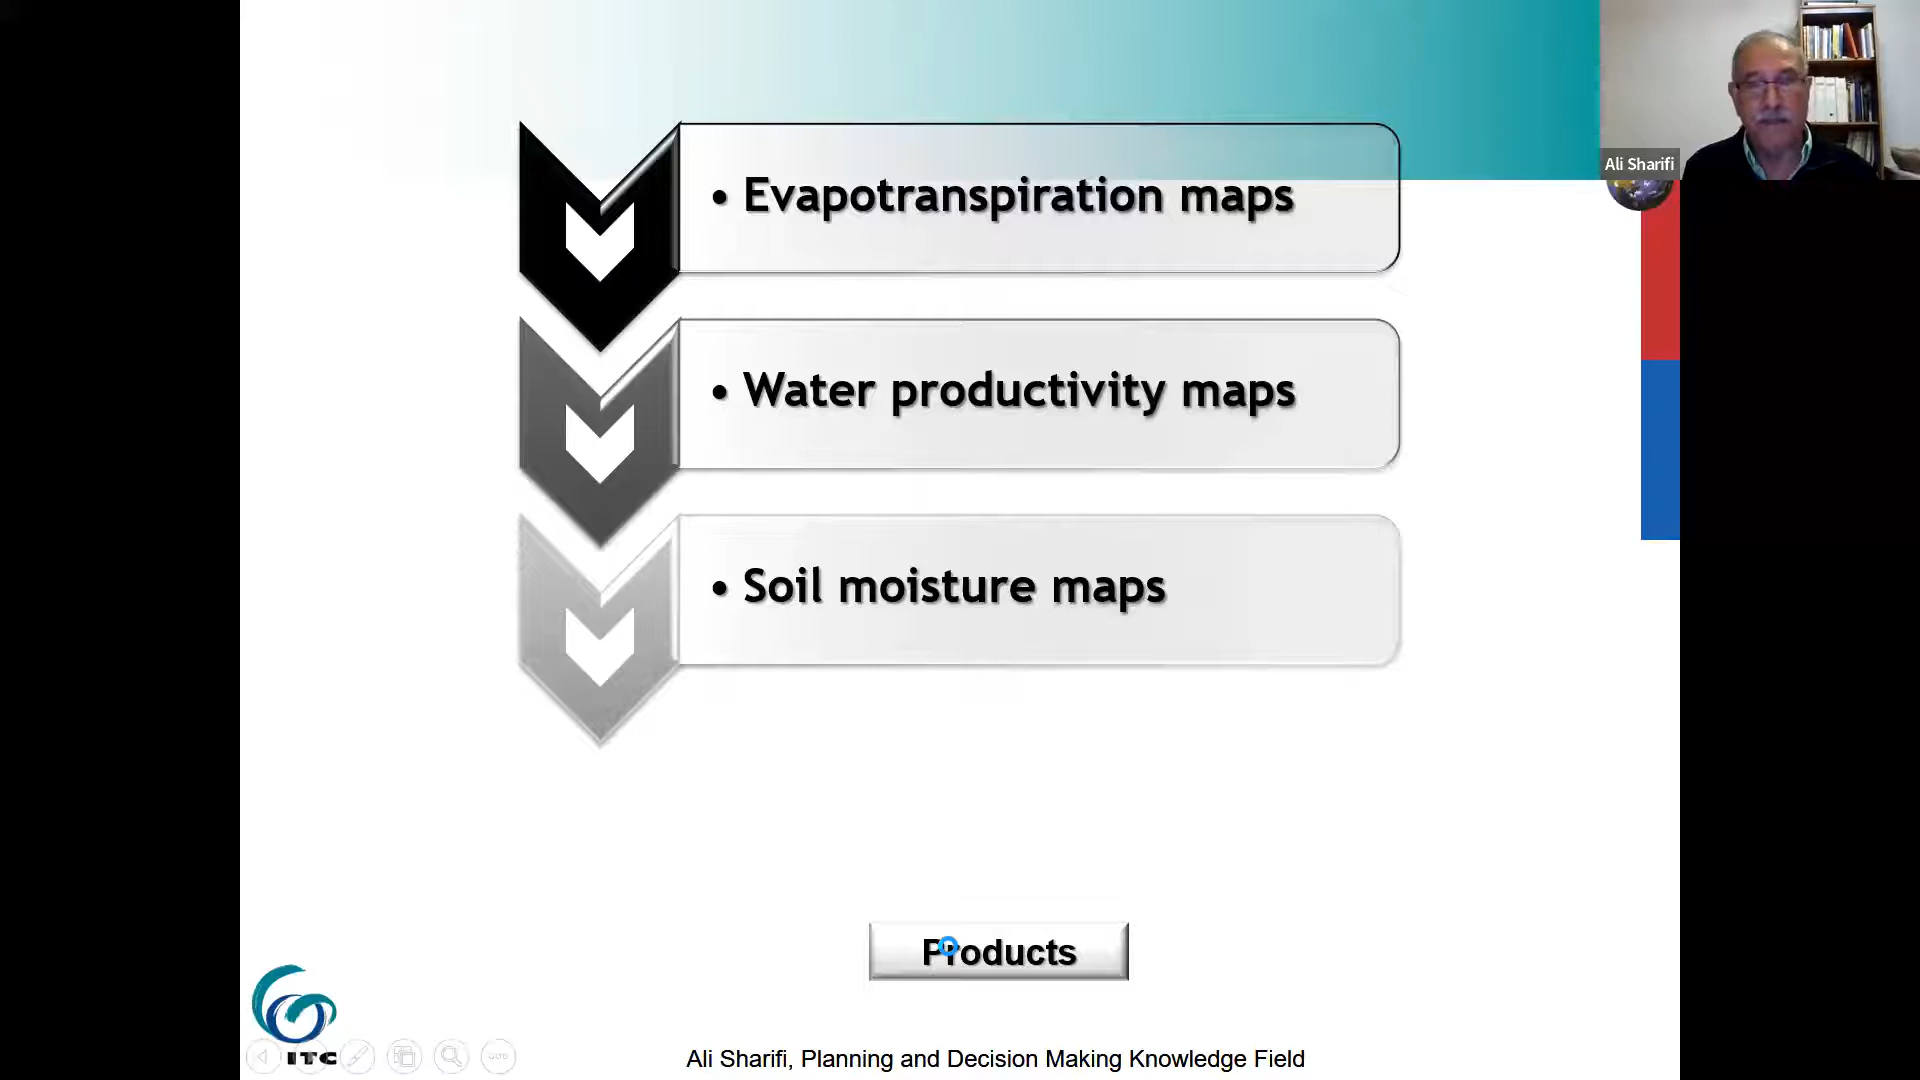 • Evapotranspiration maps
Ali Sharifi
• Water productivity maps
• Soil moisture maps
Products
ITC
Ali Sharifi, Planning and Decision Making Knowledge Field